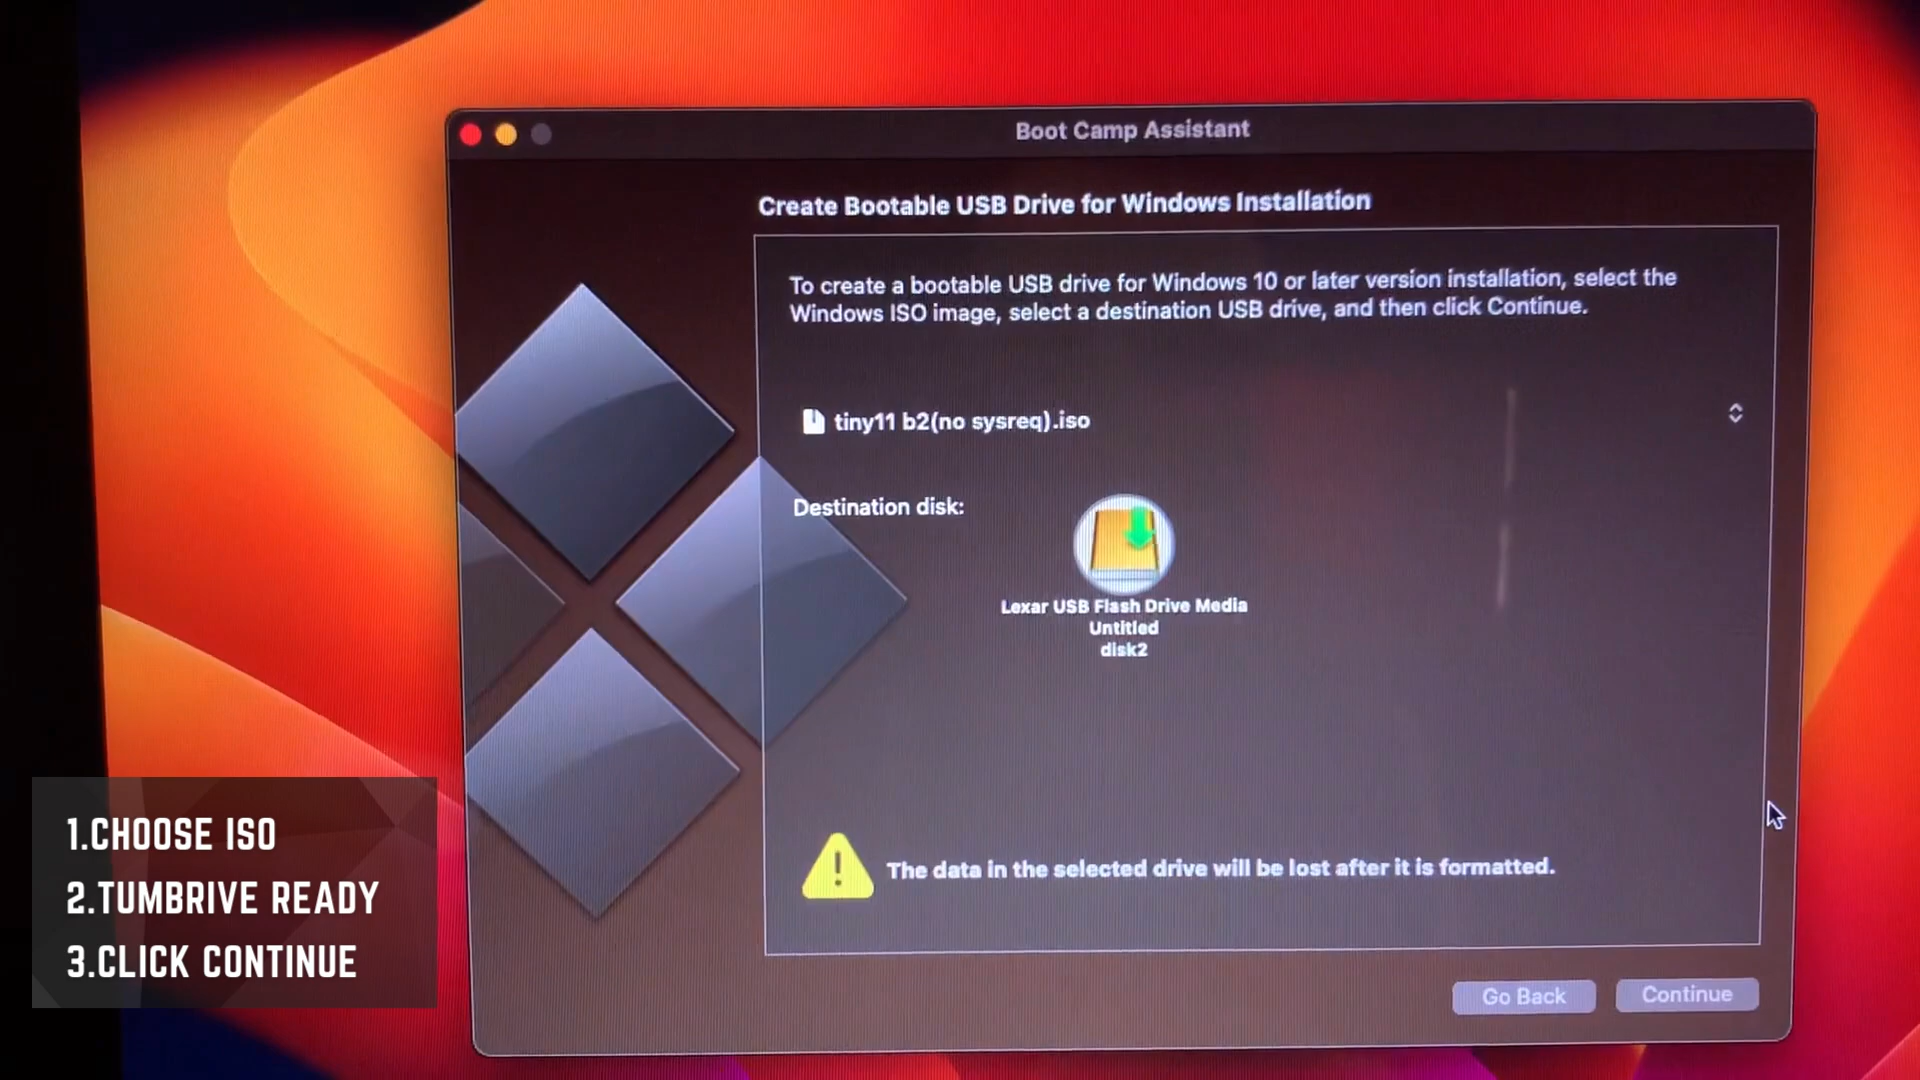 Boot Camp Assistant
Create Bootable USB Drive for Windows Installation
To create a bootable USB drive for Windows 10 or later version installation, select the
Windows ISO image, select a destination USB drive, and then click Continue.
tiny11 b2(no sysreq).iso
Destination disk:
Lexar USB Flash Drive Media
Untitled
disk2
The data in the selected drive will be lost after it is formatted.
Go Back
Continue
1.CHOOSE ISO
2.TUMBRIVE READY
3.CLICK CONTINUE